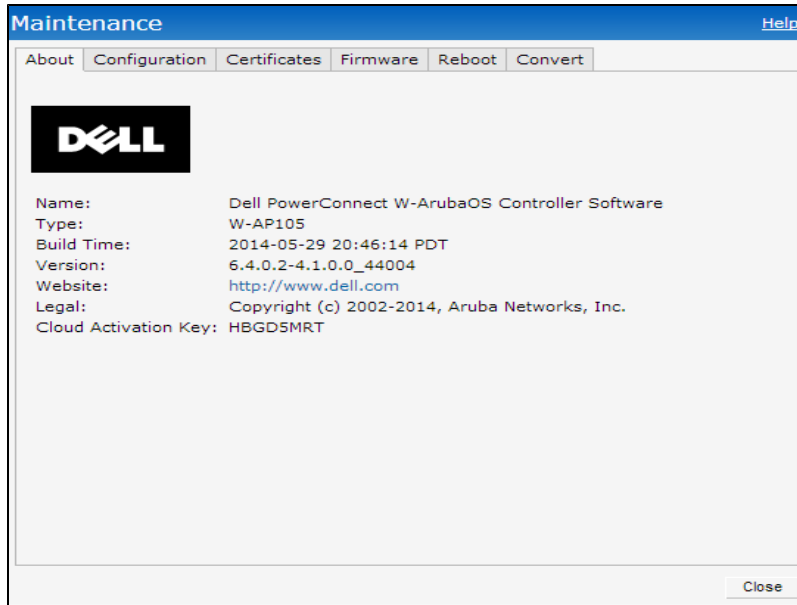 Maintenance Help
About Configuration Certificates Firmware Reboot Convert
DELL
Name: Dell PowerConnect W-ArubaOS Controller Software
Type: W-AP105
Build Time: 2014-05-29 20:46:14 PDT
Version: 6.4.0.2-4.1.0.0_44004
Website: http://www.dell.com
Legal: Copyright (c) 2002-2014, Aruba Networks, Inc.
Cloud Activation Key: HBGD5MRT
Close